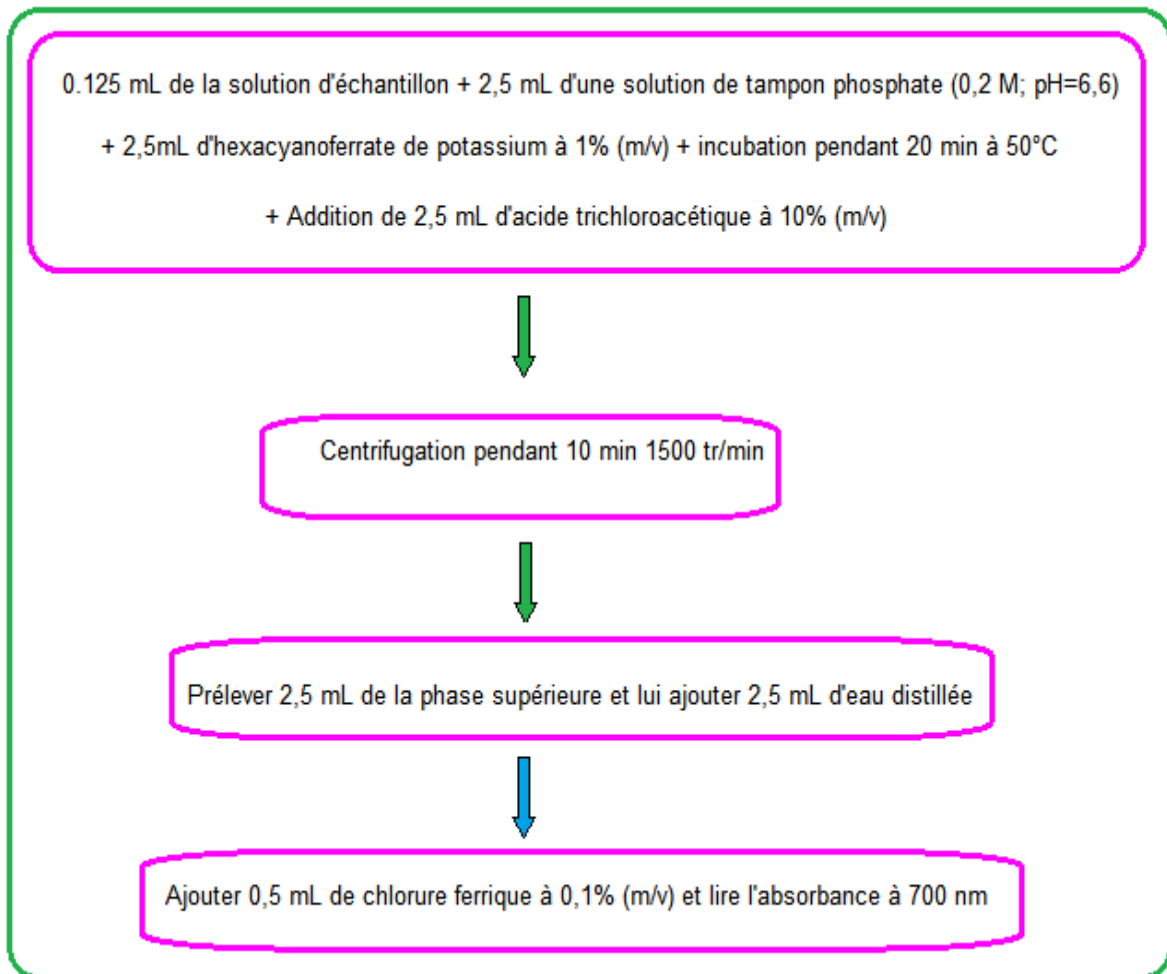 0.125 mL de la solution d'échantillon + 2,5 mL d'une solution de tampon phosphate (0,2 M; pH=6,6)
+ 2,5mL d'hexacyanoferrate de potassium à 1% (m/v) + incubation pendant 20 min à 50°C
+ Addition de 2,5 mL d'acide trichloroacétique à 10% (m/v)
Centrifugation pendant 10 min 1500 tr/min
Prélever 2,5 mL de la phase supérieure et lui ajouter 2,5 mL d'eau distillée
Ajouter 0,5 mL de chlorure ferrique à 0,1% (m/v) et lire l'absorbance à 700 nm